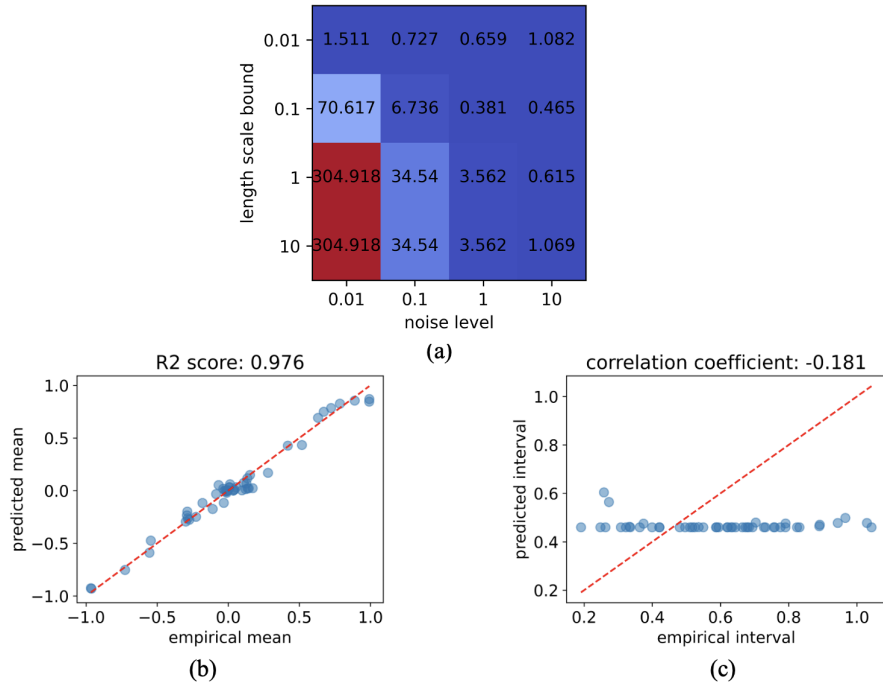 0.01 1.511 0.727 0.659 1.082
0.1 70.617 6.736 0.381 0.465
1 304.918 34.54 3.562 0.615
10 304.918 34.54 3.562 1.069
length scale bound
0.01 0.1 1 10
noise level
(a)
R2 score: 0.976
1.0
0.5
0.0
−0.5
−1.0
predicted mean
−1.0 −0.5 0.0 0.5 1.0
empirical mean
(b)
correlation coefficient: -0.181
1.0
0.8
0.6
0.4
0.2
predicted interval
0.2 0.4 0.6 0.8 1.0
empirical interval
(c)